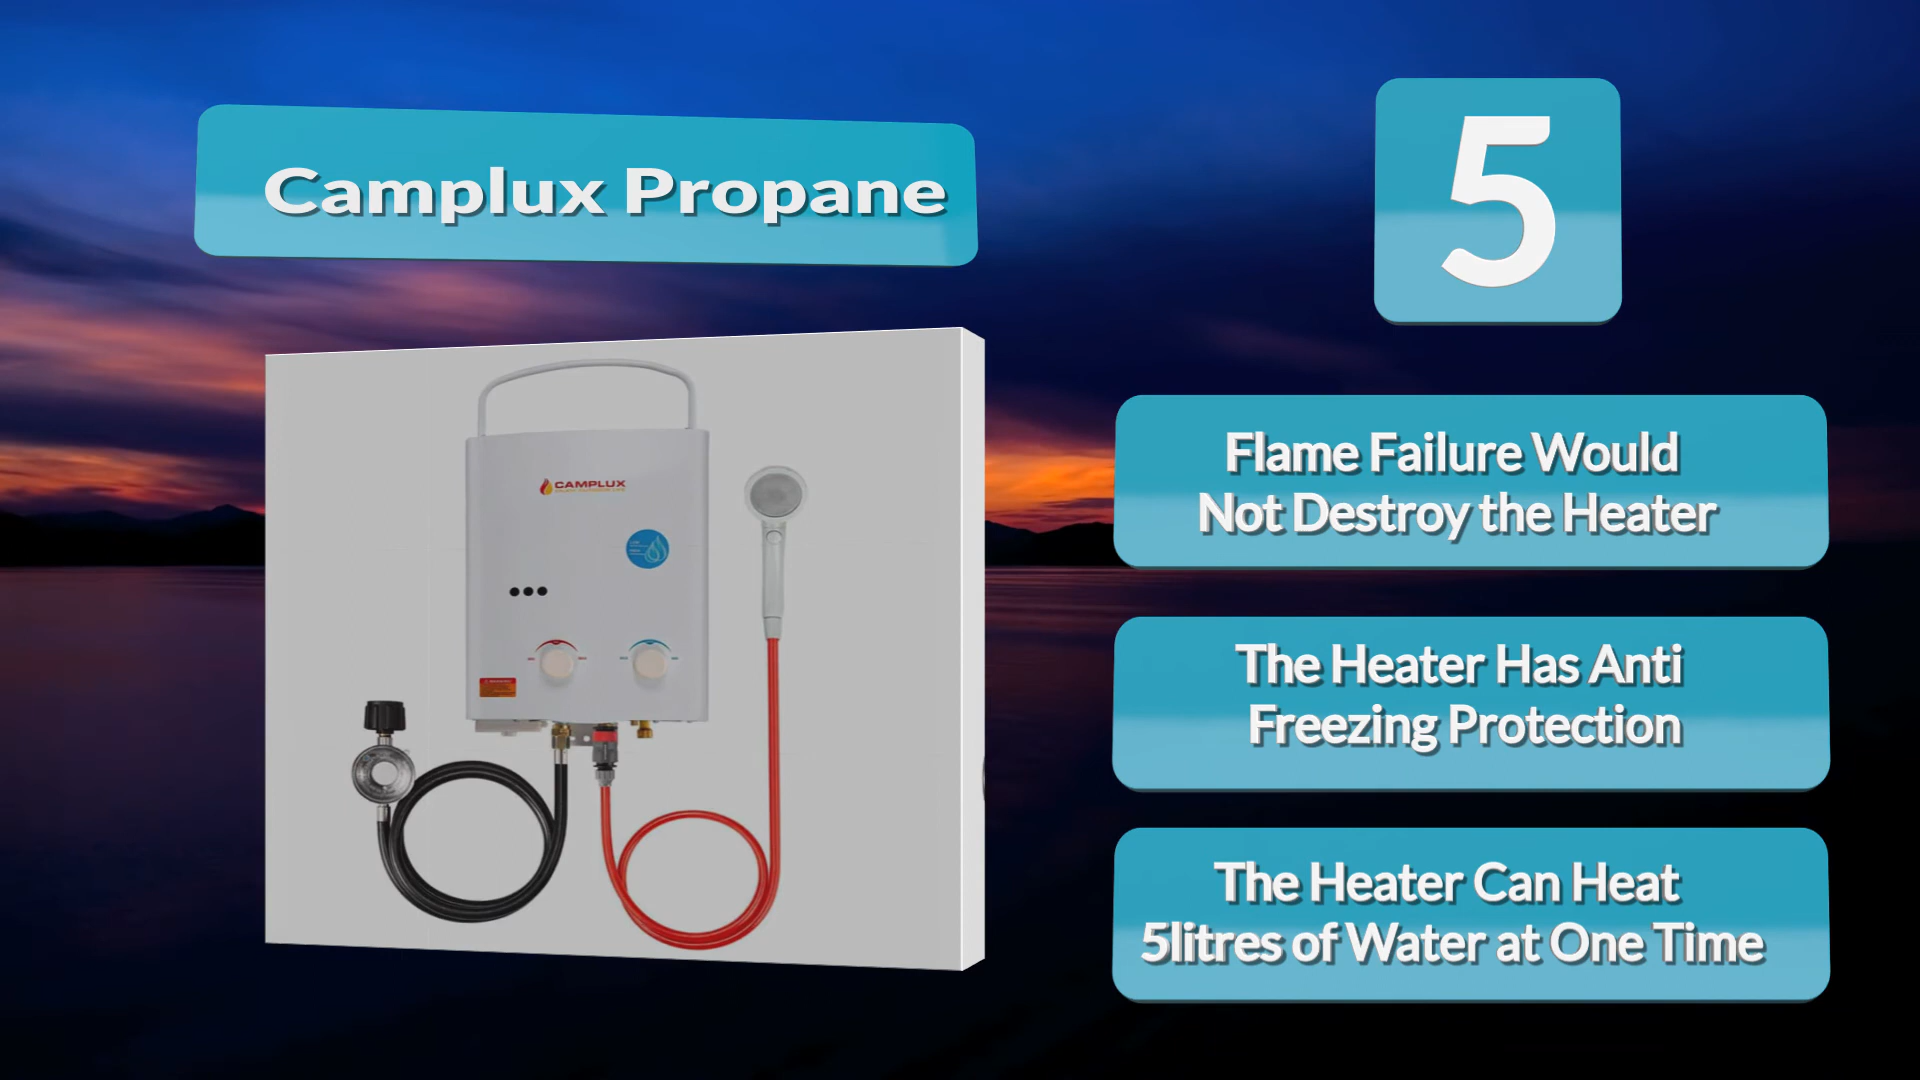 Camplux Propane
5
CAMPLUX
Flame Failure Would
Not Destroy the Heater
The Heater Has Anti
Freezing Protection
The Heater Can Heat
5litres of Water at One Time